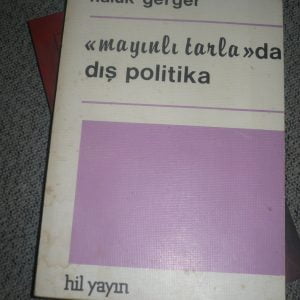 haluk gerger
«mayınlı tarla»da
dış politika
hil yayın